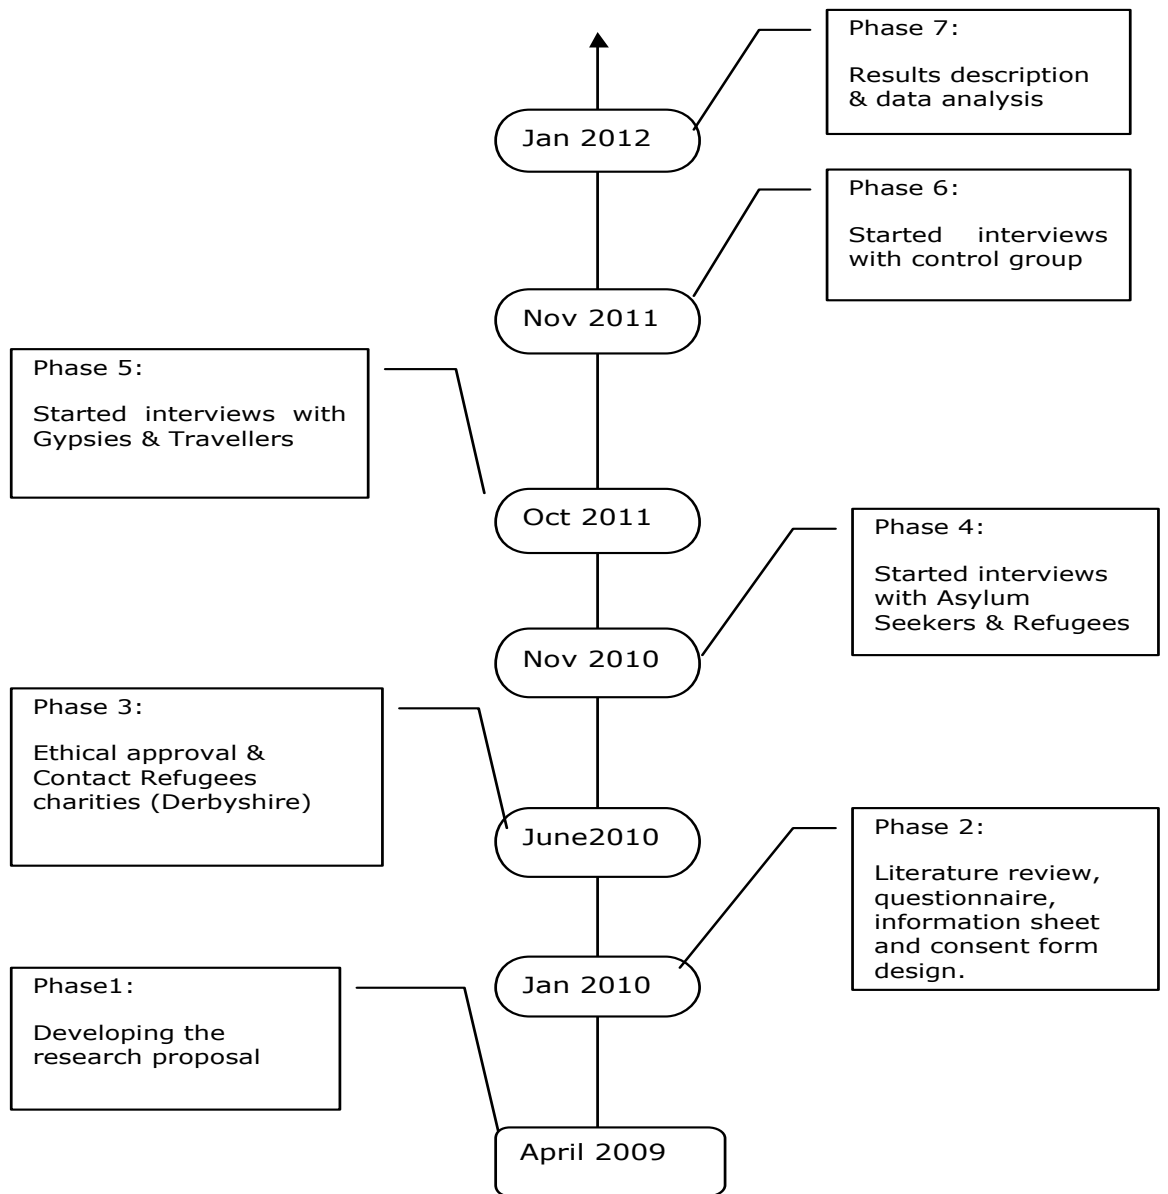 Phase 7:
Results description
& data analysis
Jan 2012
Phase 6:
Started interviews
with control group
Nov 2011
Phase 5:
Started interviews with
Gypsies & Travellers
Oct 2011
Phase 4:
Started interviews
with Asylum
Seekers & Refugees
Nov 2010
Phase 3:
Ethical approval &
Contact Refugees
charities (Derbyshire)
June2010
Phase 2:
Literature review,
questionnaire,
information sheet
and consent form
design.
Jan 2010
Phase1:
Developing the
research proposal
April 2009